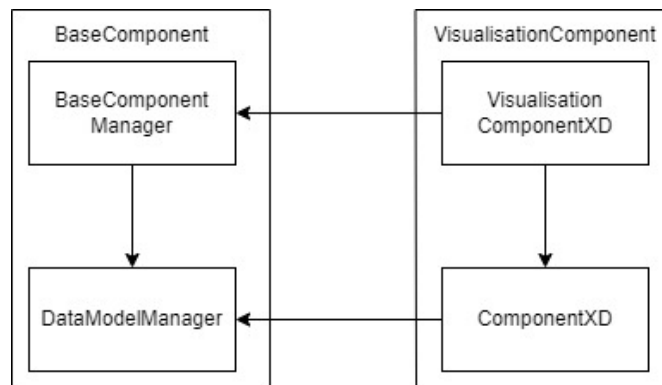 BaseComponent
BaseComponent
Manager
DataModelManager
VisualisationComponent
Visualisation
ComponentXD
ComponentXD